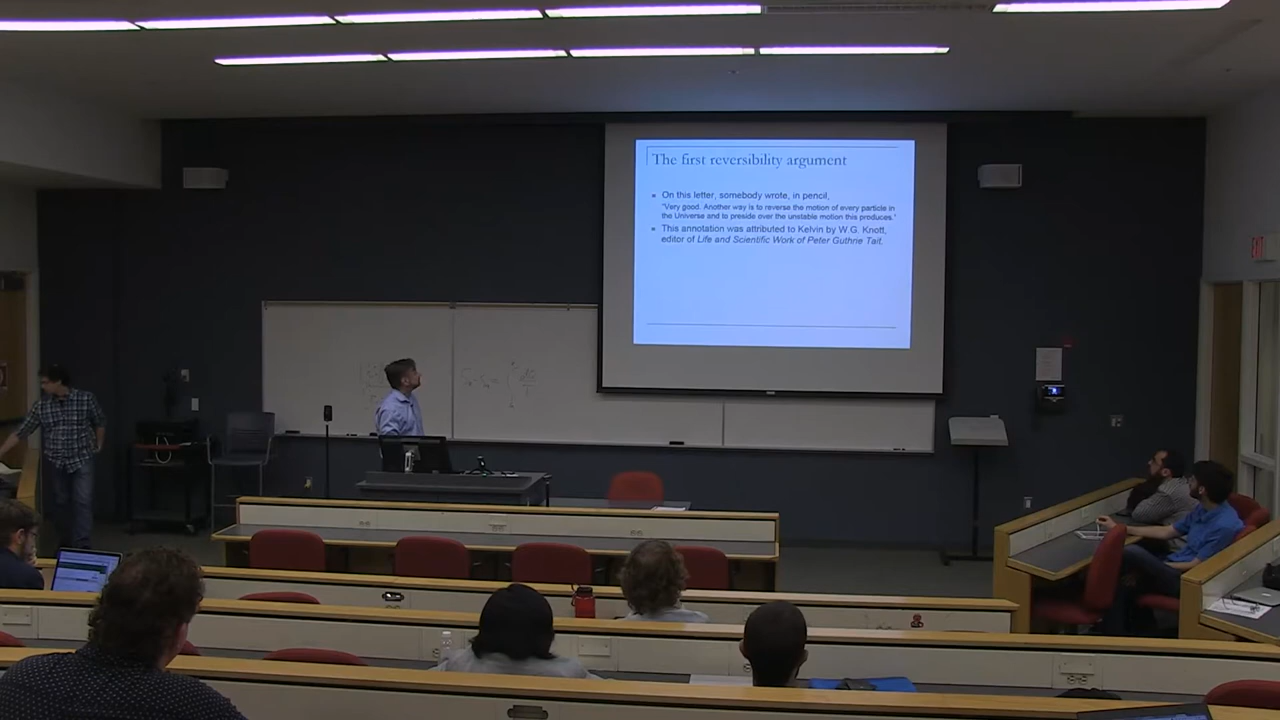 The first reversibility argument
On this letter, somebody wrote, in pencil,
"Very good. Another way is to reverse the motion of every particle in
the Universe and to preside over the unstable motion this produces."
This annotation was attributed to Kelvin by W.G. Knott,
editor of Life and Scientific Work of Peter Guthrie Tait.